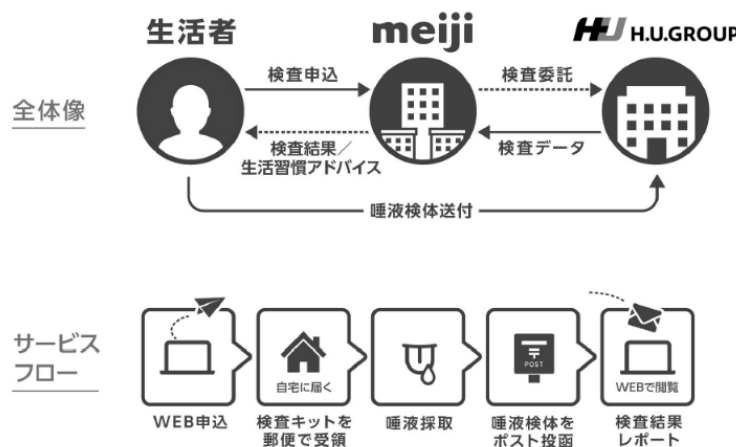 生活者
meiji
HU H.U.GROUP
全体像
検査申込
検査委託
検査結果／
生活習慣アドバイス
検査データ
唾液検体送付
サービス
フロー
自宅に届く
〒
POST
WEBで閲覧
WEB申込
検査キットを
郵便で受領
唾液採取
唾液検体を
ポスト投函
検査結果
レポート